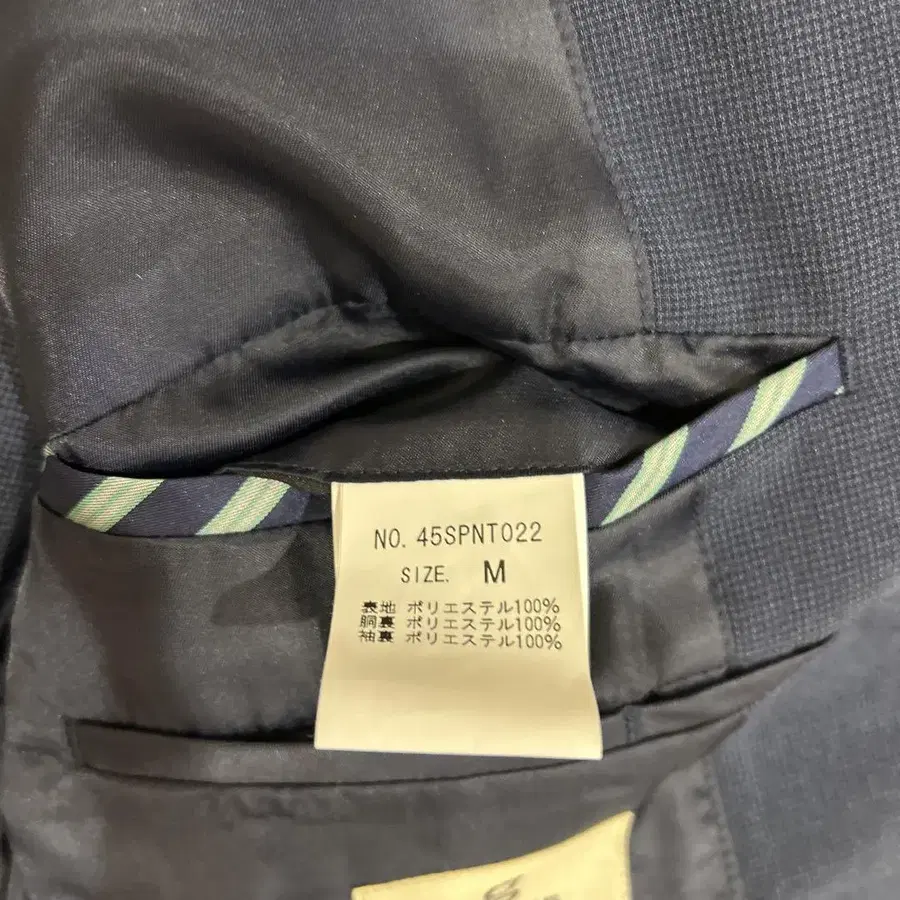 NO. 45SPNT022
SIZE. M
表地 ポリエステル100%
胴裏 ポリエステル100%
袖裏 ポリエステル100%